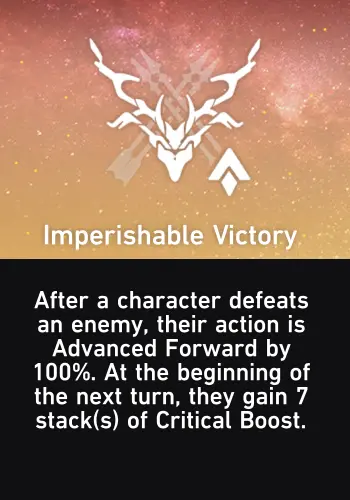 Imperishable Victory
After a character defeats
an enemy, their action is
Advanced Forward by
100%. At the beginning of
the next turn, they gain 7
stack(s) of Critical Boost.